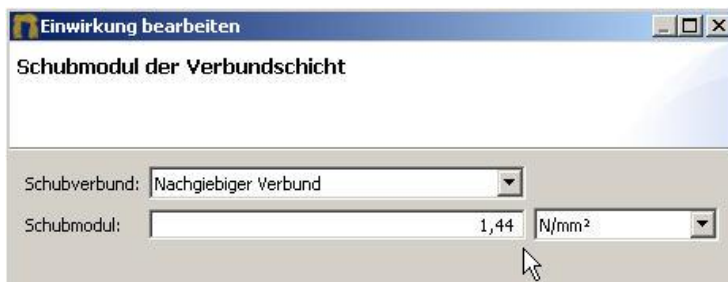 Einwirkung bearbeiten
Schubmodul der Verbundschicht
Schubverbund: Nachgiebiger Verbund
Schubmodul: 1,44 N/mm²